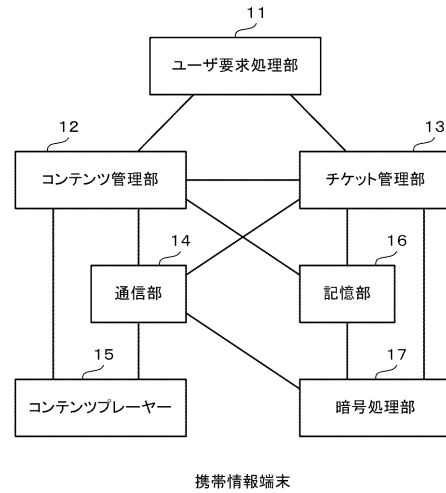 11
ユーザ要求処理部
12
コンテンツ管理部
13
チケット管理部
14
通信部
16
記憶部
15
コンテンツプレーヤー
17
暗号処理部
携帯情報端末